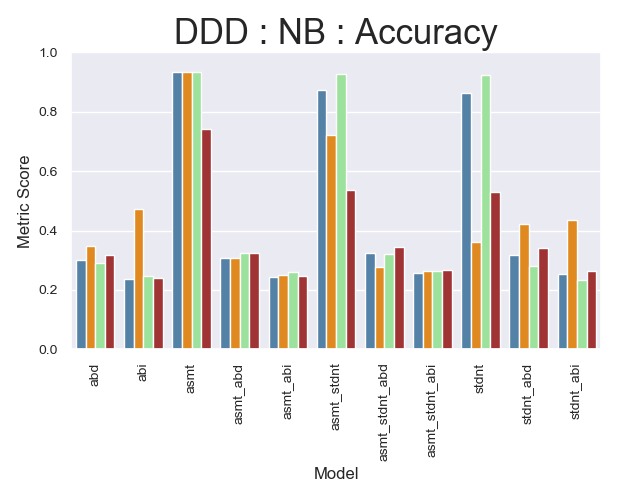 DDD : NB : Accuracy
1.0
0.8
0.6
0.4
0.2
0.0
Metric Score
abd
abi
asmt
asmt_abd
asmt_abi
asmt_stdnt
asmt_stdnt_abd
asmt_stdnt_abi
stdnt
stdnt_abd
stdnt_abi
Model